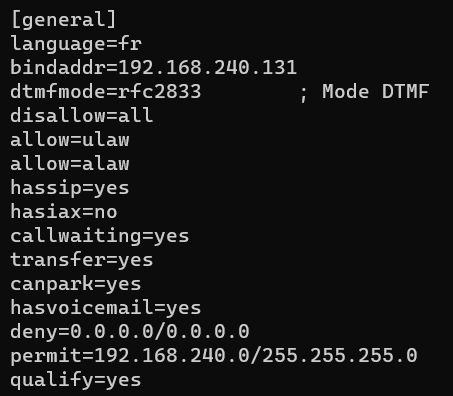 [general]
language=fr
bindaddr=192.168.240.131
dtmfmode=rfc2833        ; Mode DTMF
disallow=all
allow=ulaw
allow=alaw
hassip=yes
hasiax=no
callwaiting=yes
transfer=yes
canpark=yes
hasvoicemail=yes
deny=0.0.0.0/0.0.0.0
permit=192.168.240.0/255.255.255.0
qualify=yes